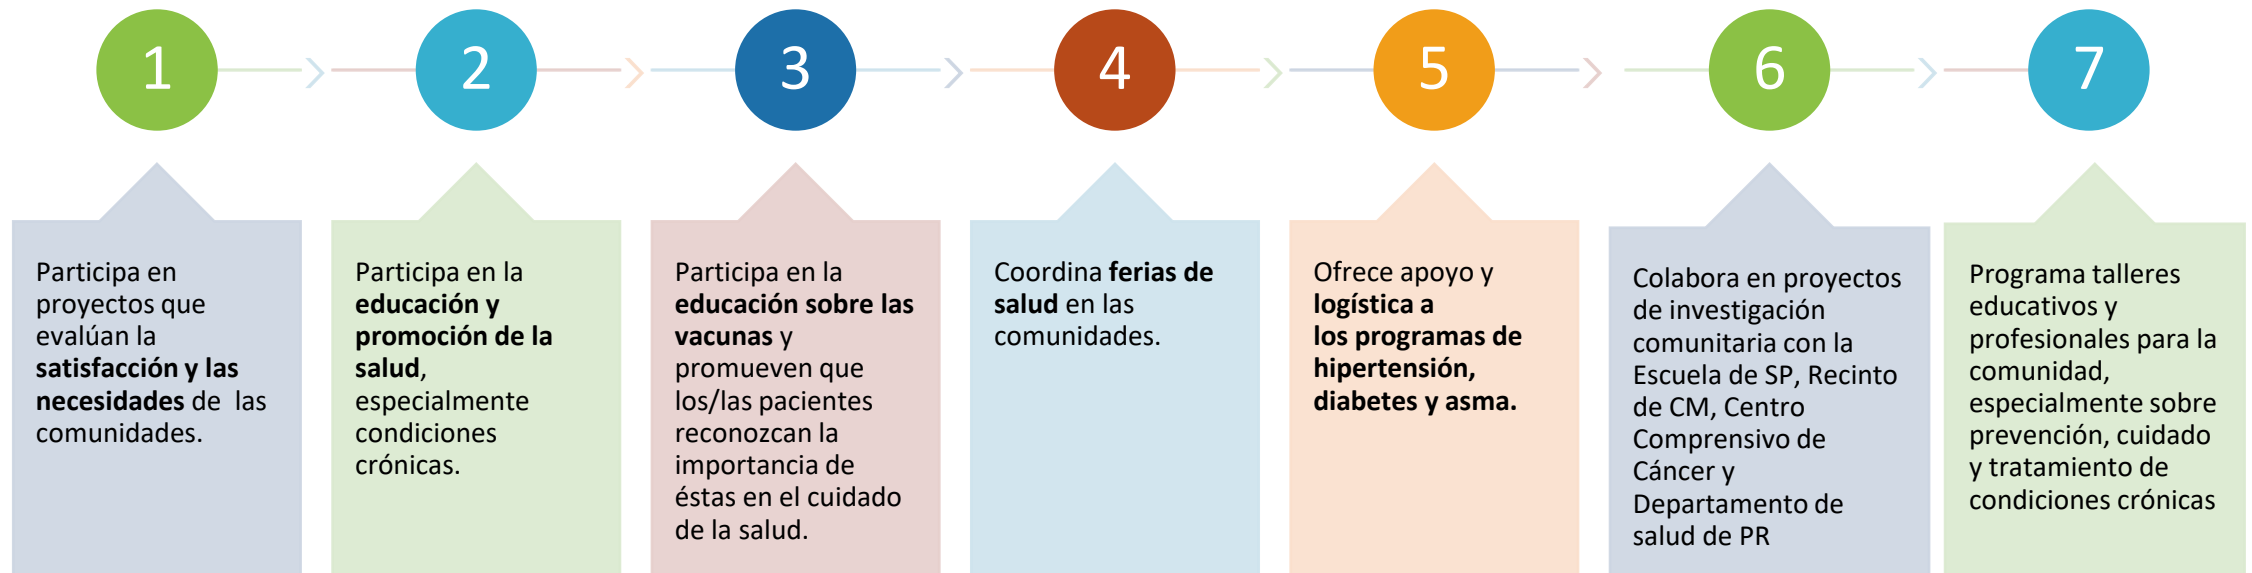 1
2
3
4
5
6
7
Participa en
proyectos que
evalúan la
satisfacción y las
necesidades de  las
comunidades.
Participa en la
educación y
promoción de la
salud,
especialmente
condiciones
crónicas.
Participa en la
educación sobre las
vacunas y
promueven que
los/las pacientes
reconozcan la
importancia de
éstas en el cuidado
de la salud.
Coordina ferias de
salud en las
comunidades.
Ofrece apoyo y
logística a
los programas de
hipertensión,
diabetes y asma.
Colabora en proyectos
de investigación
comunitaria con la
Escuela de SP, Recinto
de CM, Centro
Comprensivo de
Cáncer y
Departamento de
salud de PR
Programa talleres
educativos y
profesionales para la
comunidad,
especialmente sobre
prevención, cuidado
y tratamiento de
condiciones crónicas